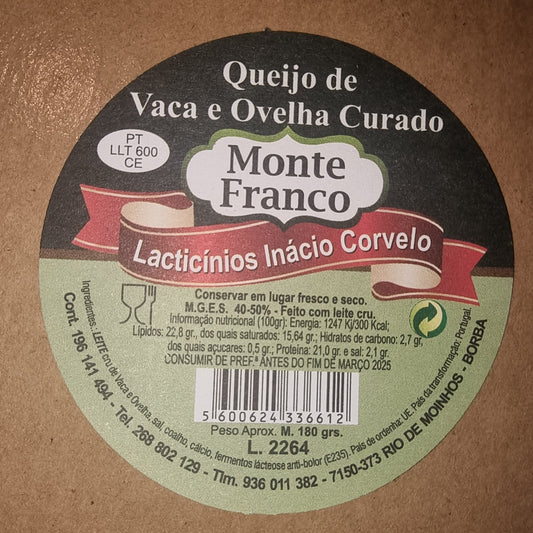 Queijo de
Vaca e Ovelha Curado
PT
LLT 600
CE
Monte
Franco
Lacticínios Inácio Corvelo
Conservar em lugar fresco e seco.
M.G.E.S. 40-50% - Feito com leite cru.
Informação nutricional (100gr): Energia: 1247 Kj/300 Kcal;
Lípidos: 22,8 gr., dos quais saturados: 15,64 gr.; Hidratos de carbono: 2,7 gr,
dos quais açucares: 0,5 gr.; Proteina: 21,0 gr. e sal: 2,1 gr.
CONSUMIR DE PREF.ª ANTES DO FIM DE MARÇO 2025
5 600624 336612
Peso Aprox. M. 180 grs.
L. 2264
Ingredientes: LEITE cru de Vaca e Ovelha, sal, coalho, cálcio, fermentos lácteose anti-bolor (E235). País de ordenha: UE. País da transformação: Portugal.
Cont. 196 141 494 - Tel. 268 802 129 - Tlm. 936 011 382 - 7150-373 RIO DE MOINHOS - BORBA